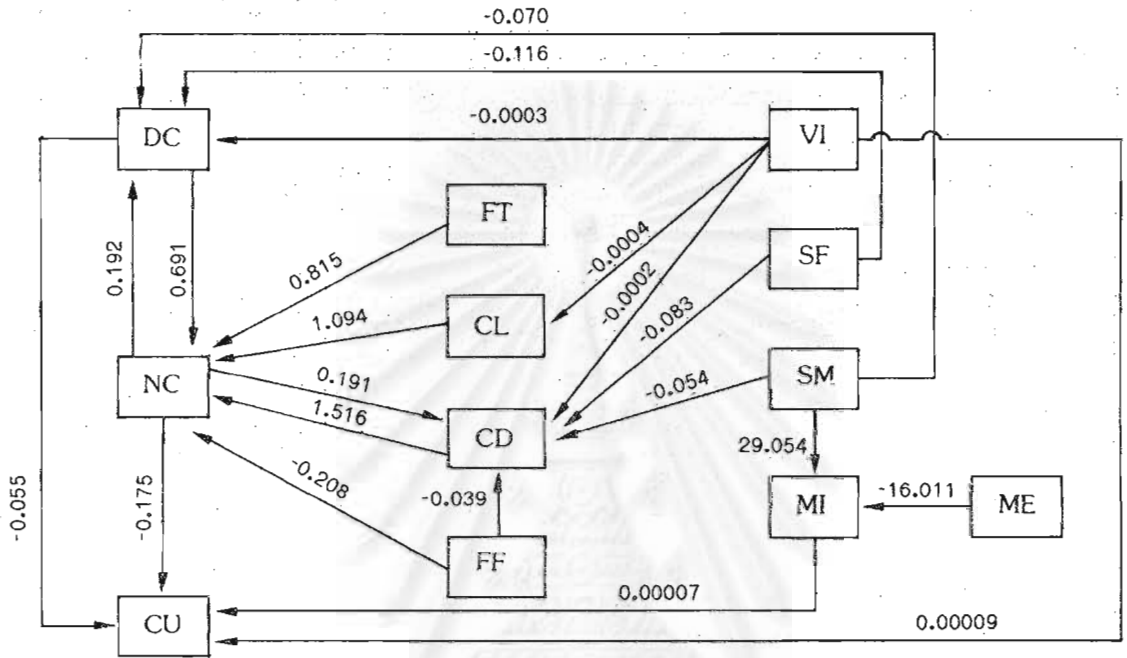 -0.070
-0.116
-0.0003
DC
VI
FT
-0.0004
SF
0.192
0.691
0.815
-0.0002
-0.083
1.094
CL
NC
0.191
SM
-0.054
1.516
CD
29.054
-0.055
-0.175
-0.208
-0.039
MI
-16.011
ME
FF
0.00007
CU
0.00009